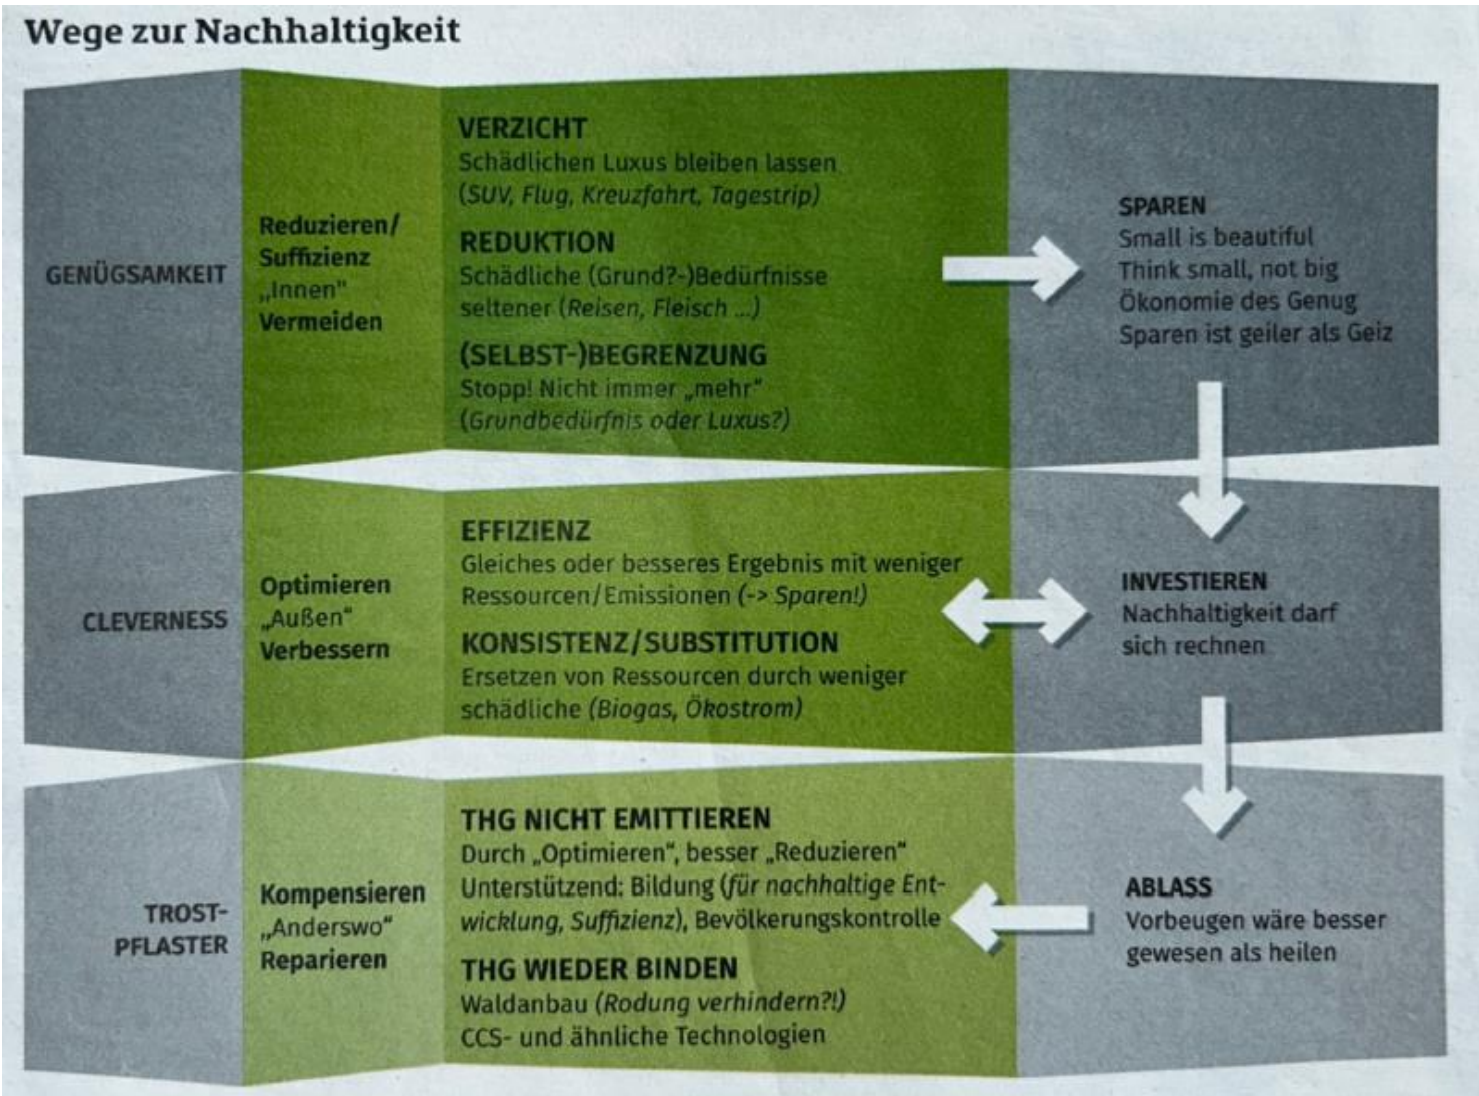 Wege zur Nachhaltigkeit
GENÜGSAMKEIT
Reduzieren/
Suffizienz
„Innen"
Vermeiden
VERZICHT
Schädlichen Luxus bleiben lassen
(SUV, Flug, Kreuzfahrt, Tagestrip)
REDUKTION
Schädliche (Grund?-)Bedürfnisse
seltener (Reisen, Fleisch ...)
(SELBST-)BEGRENZUNG
Stopp! Nicht immer „mehr“
(Grundbedürfnis oder Luxus?)
SPAREN
Small is beautiful
Think small, not big
Ökonomie des Genug
Sparen ist geiler als Geiz
CLEVERNESS
Optimieren
„Außen“
Verbessern
EFFIZIENZ
Gleiches oder besseres Ergebnis mit weniger
Ressourcen/Emissionen (-> Sparen!)
KONSISTENZ/SUBSTITUTION
Ersetzen von Ressourcen durch weniger
schädliche (Biogas, Ökostrom)
INVESTIEREN
Nachhaltigkeit darf
sich rechnen
TROST-
PFLASTER
Kompensieren
„Anderswo“
Reparieren
THG NICHT EMITTIEREN
Durch „Optimieren“, besser „Reduzieren“
Unterstützend: Bildung (für nachhaltige Ent-
wicklung, Suffizienz), Bevölkerungskontrolle
THG WIEDER BINDEN
Waldanbau (Rodung verhindern?!)
CCS- und ähnliche Technologien
ABLASS
Vorbeugen wäre besser
gewesen als heilen